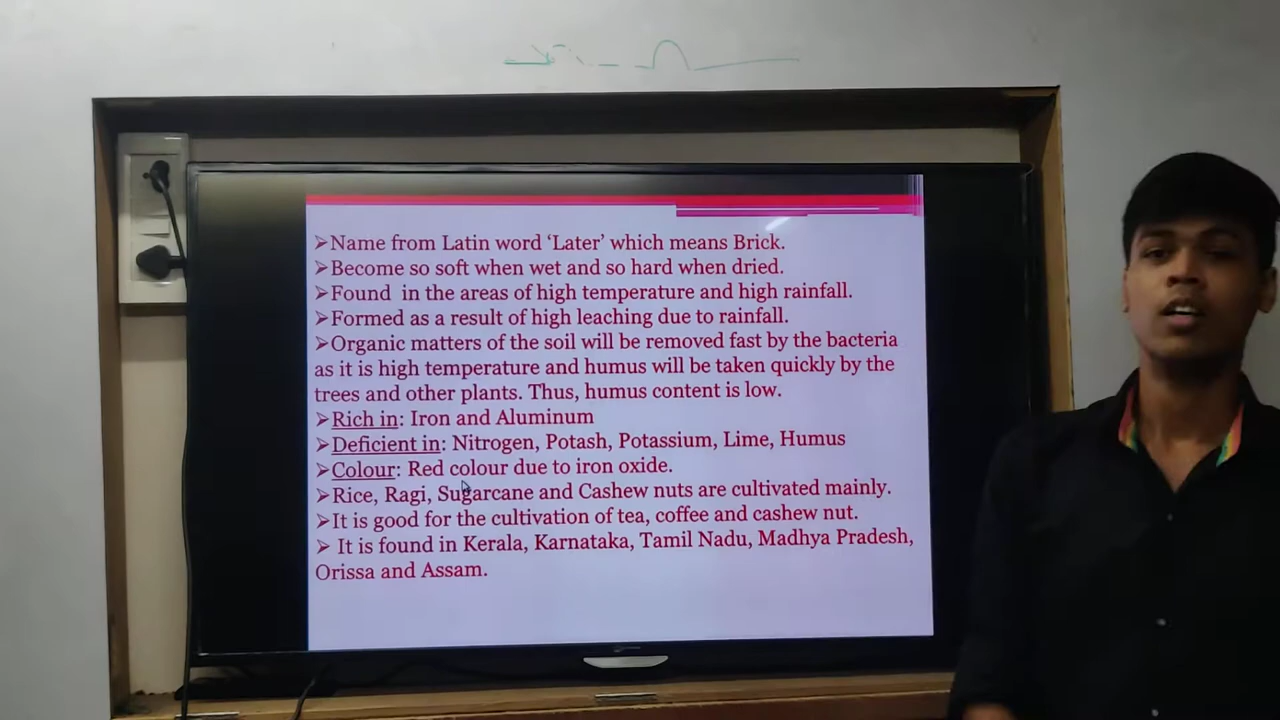 ➢Name from Latin word ‘Later’ which means Brick.
➢Become so soft when wet and so hard when dried.
➢Found in the areas of high temperature and high rainfall.
➢Formed as a result of high leaching due to rainfall.
➢Organic matters of the soil will be removed fast by the bacteria
as it is high temperature and humus will be taken quickly by the
trees and other plants. Thus, humus content is low.
➢Rich in: Iron and Aluminum
➢Deficient in: Nitrogen, Potash, Potassium, Lime, Humus
➢Colour: Red colour due to iron oxide.
➢Rice, Ragi, Sugarcane and Cashew nuts are cultivated mainly.
➢It is good for the cultivation of tea, coffee and cashew nut.
➢ It is found in Kerala, Karnataka, Tamil Nadu, Madhya Pradesh,
Orissa and Assam.